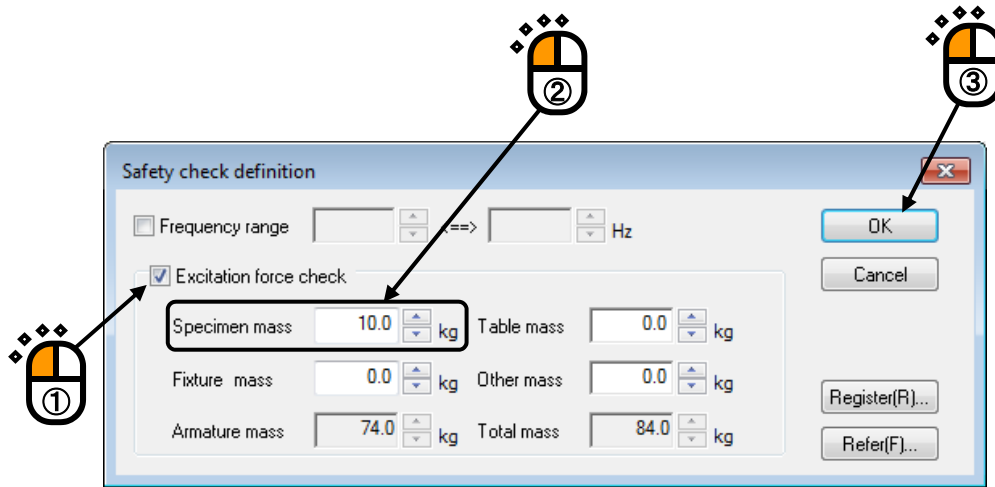 ②
③
Safety check definition
Frequency range <==> Hz
OK
Excitation force check
Cancel
Specimen mass 10.0 kg Table mass 0.0 kg
Fixture mass 0.0 kg Other mass 0.0 kg
①
Register(R)...
Armature mass 74.0 kg Total mass 84.0 kg
Refer(F)...